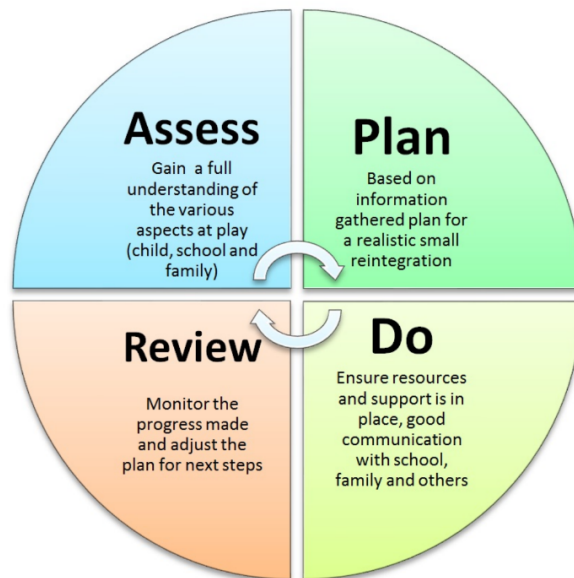 Assess
Gain a full
understanding of
the various
aspects at play
(child, school and
family)
Plan
Based on
information
gathered plan for
a realistic small
reintegration
Do
Ensure resources
and support is in
place, good
communication
with school,
family and others
Review
Monitor the
progress made
and adjust the
plan for next steps